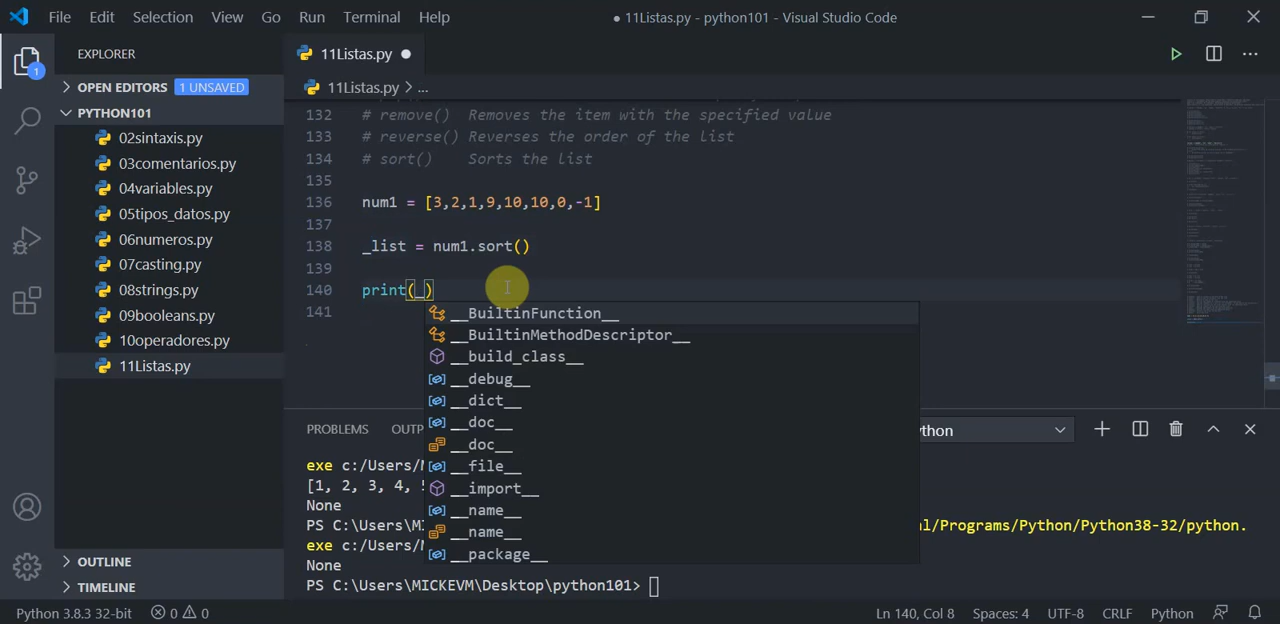 File Edit Selection View Go Run Terminal Help
● 11Listas.py - python101 - Visual Studio Code
EXPLORER
OPEN EDITORS 1 UNSAVED
PYTHON101
02sintaxis.py
03comentarios.py
04variables.py
05tipos_datos.py
06numeros.py
07casting.py
08strings.py
09booleans.py
10operadores.py
11Listas.py
OUTLINE
TIMELINE
1
11Listas.py ●
11Listas.py > ...
132 # remove() Removes the item with the specified value
133 # reverse() Reverses the order of the list
134 # sort() Sorts the list
135
136 num1 = [3,2,1,9,10,10,0,-1]
137
138 _list = num1.sort()
139
140 print(_)
141
__BuiltinFunction__
__BuiltinMethodDescriptor__
__build_class__
__debug__
__dict__
__doc__
__doc__
__file__
__import__
__name__
__name__
__package__
PROBLEMS
exe c:/Users/
[1, 2, 3, 4,
None
PS C:\Users\ /Programs/Python/Python38-32/python.
exe c:/Users/
None
PS C:\Users\MICKEVM\Desktop\python101>
Python 3.8.3 32-bit 0 0 Ln 140, Col 8 Spaces: 4 UTF-8 CRLF Python